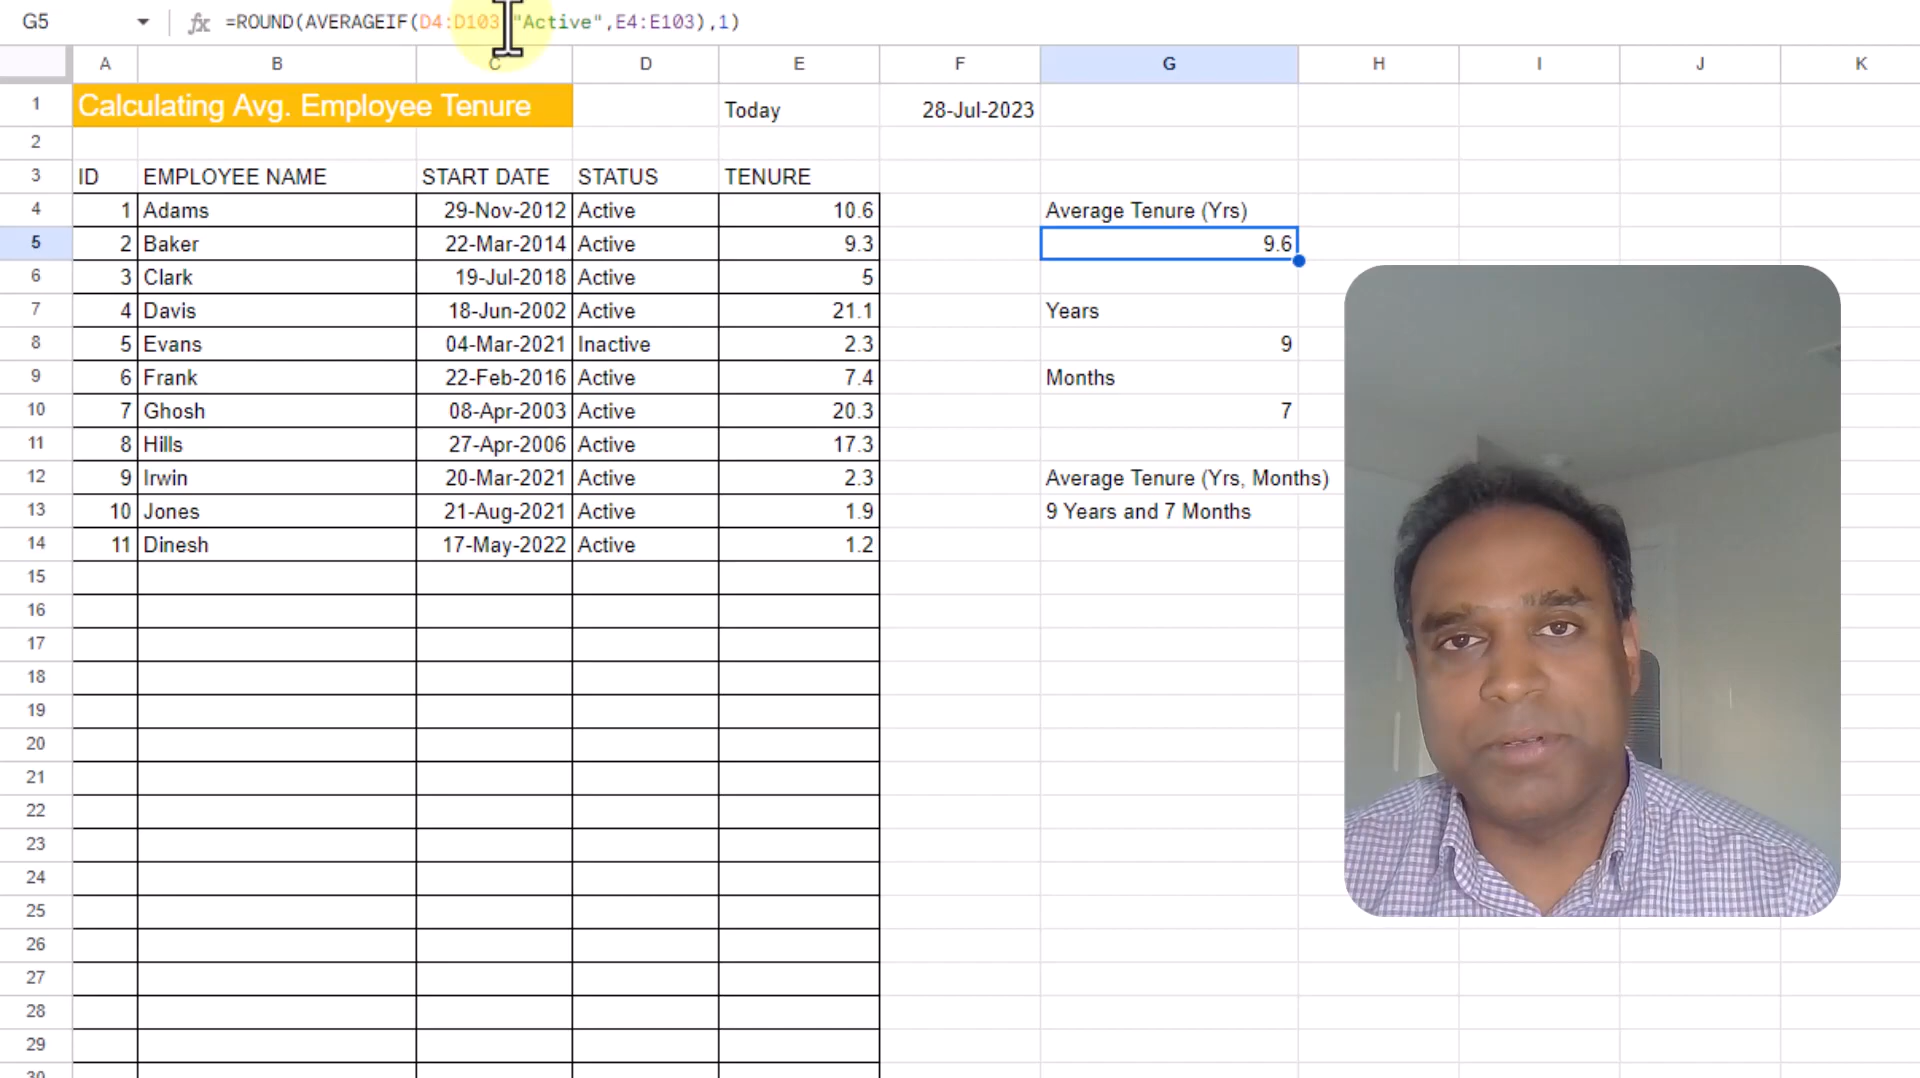 G5 fx =ROUND(AVERAGEIF(D4:D103,"Active",E4:E103),1)
A B C D E F G H I J K
1 Calculating Avg. Employee Tenure Today 28-Jul-2023
2
3 ID EMPLOYEE NAME START DATE STATUS TENURE
4 1 Adams 29-Nov-2012 Active 10.6 Average Tenure (Yrs)
5 2 Baker 22-Mar-2014 Active 9.3 9.6
6 3 Clark 19-Jul-2018 Active 5
7 4 Davis 18-Jun-2002 Active 21.1 Years
8 5 Evans 04-Mar-2021 Inactive 2.3 9
9 6 Frank 22-Feb-2016 Active 7.4 Months
10 7 Ghosh 08-Apr-2003 Active 20.3 7
11 8 Hills 27-Apr-2006 Active 17.3
12 9 Irwin 20-Mar-2021 Active 2.3 Average Tenure (Yrs, Months)
13 10 Jones 21-Aug-2021 Active 1.9 9 Years and 7 Months
14 11 Dinesh 17-May-2022 Active 1.2
15
16
17
18
19
20
21
22
23
24
25
26
27
28
29
30